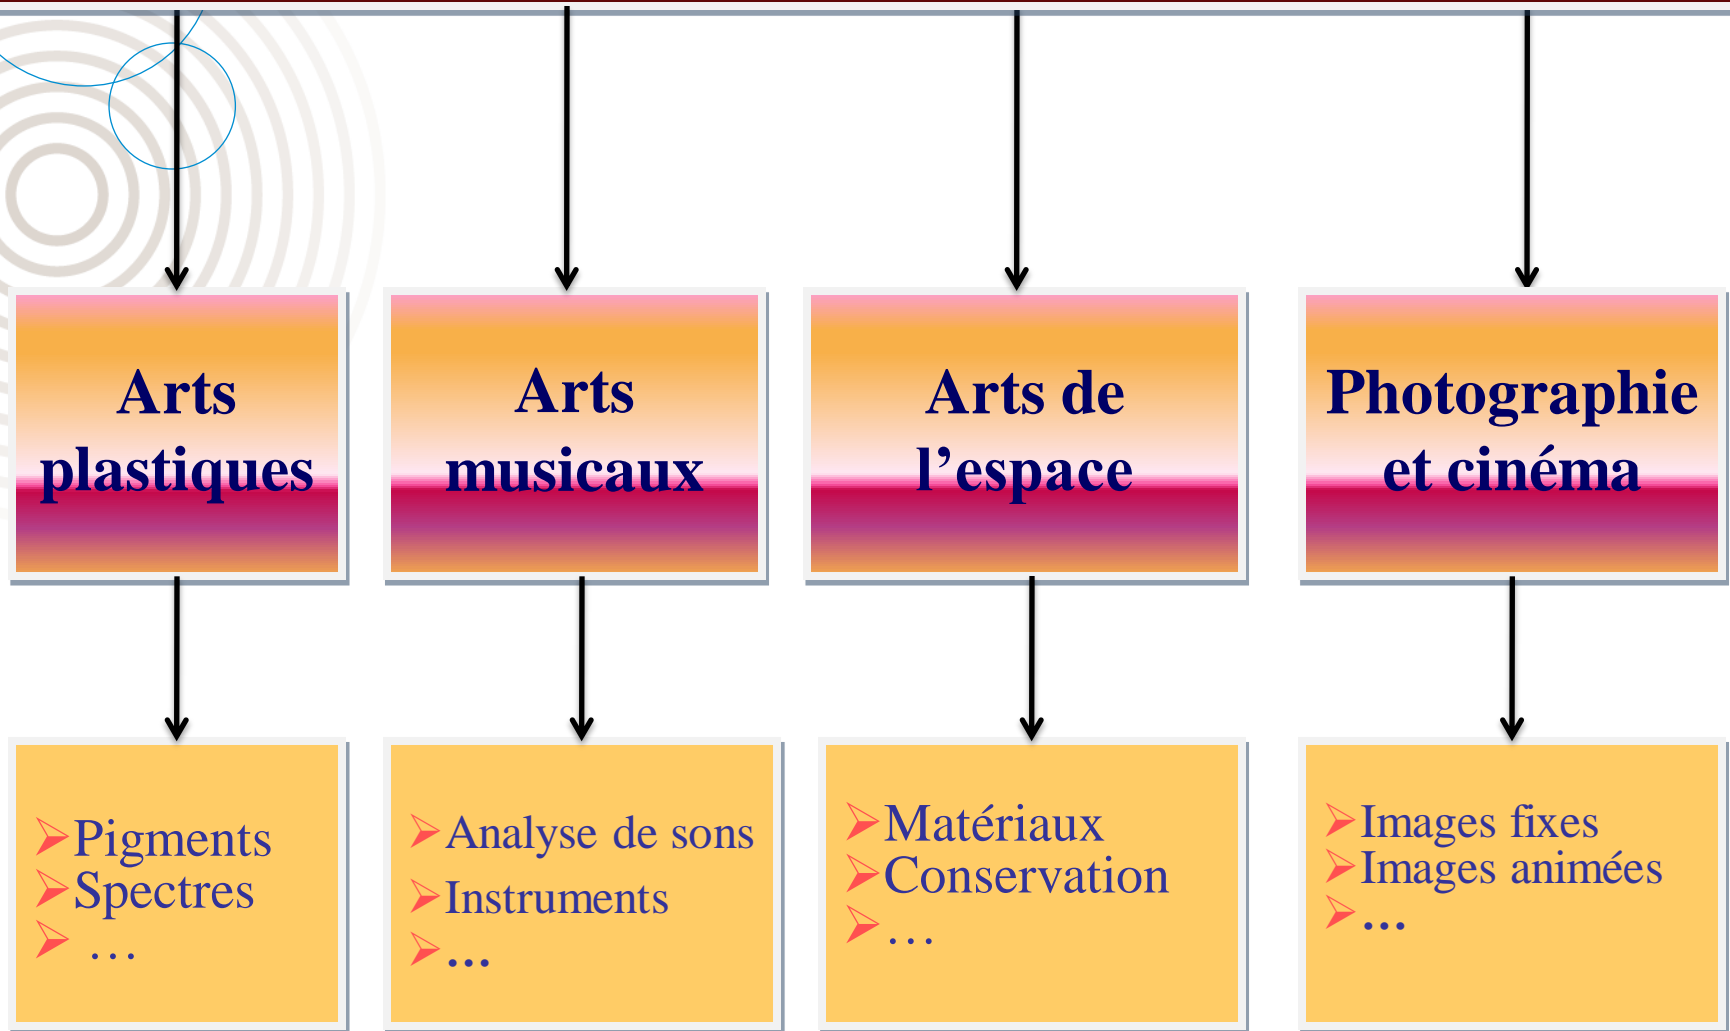 Arts
plastiques
Arts
musicaux
Arts de
l’espace
Photographie
et cinéma
Pigments
Spectres
…
Analyse de sons
Instruments
...
Matériaux
Conservation
…
Images fixes
Images animées
...